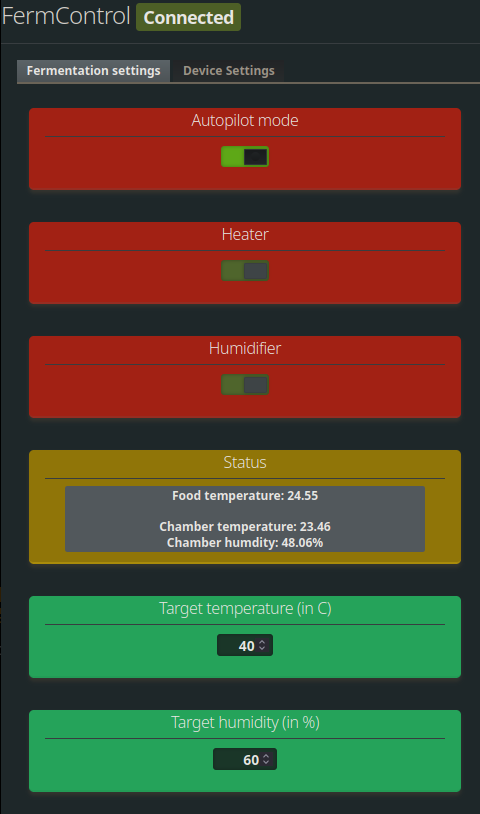 FermControl Connected
Fermentation settings Device Settings
Autopilot mode
Heater
Humidifier
Status
Food temperature: 24.55
Chamber temperature: 23.46
Chamber humdity: 48.06%
Target temperature (in C)
40
Target humidity (in %)
60